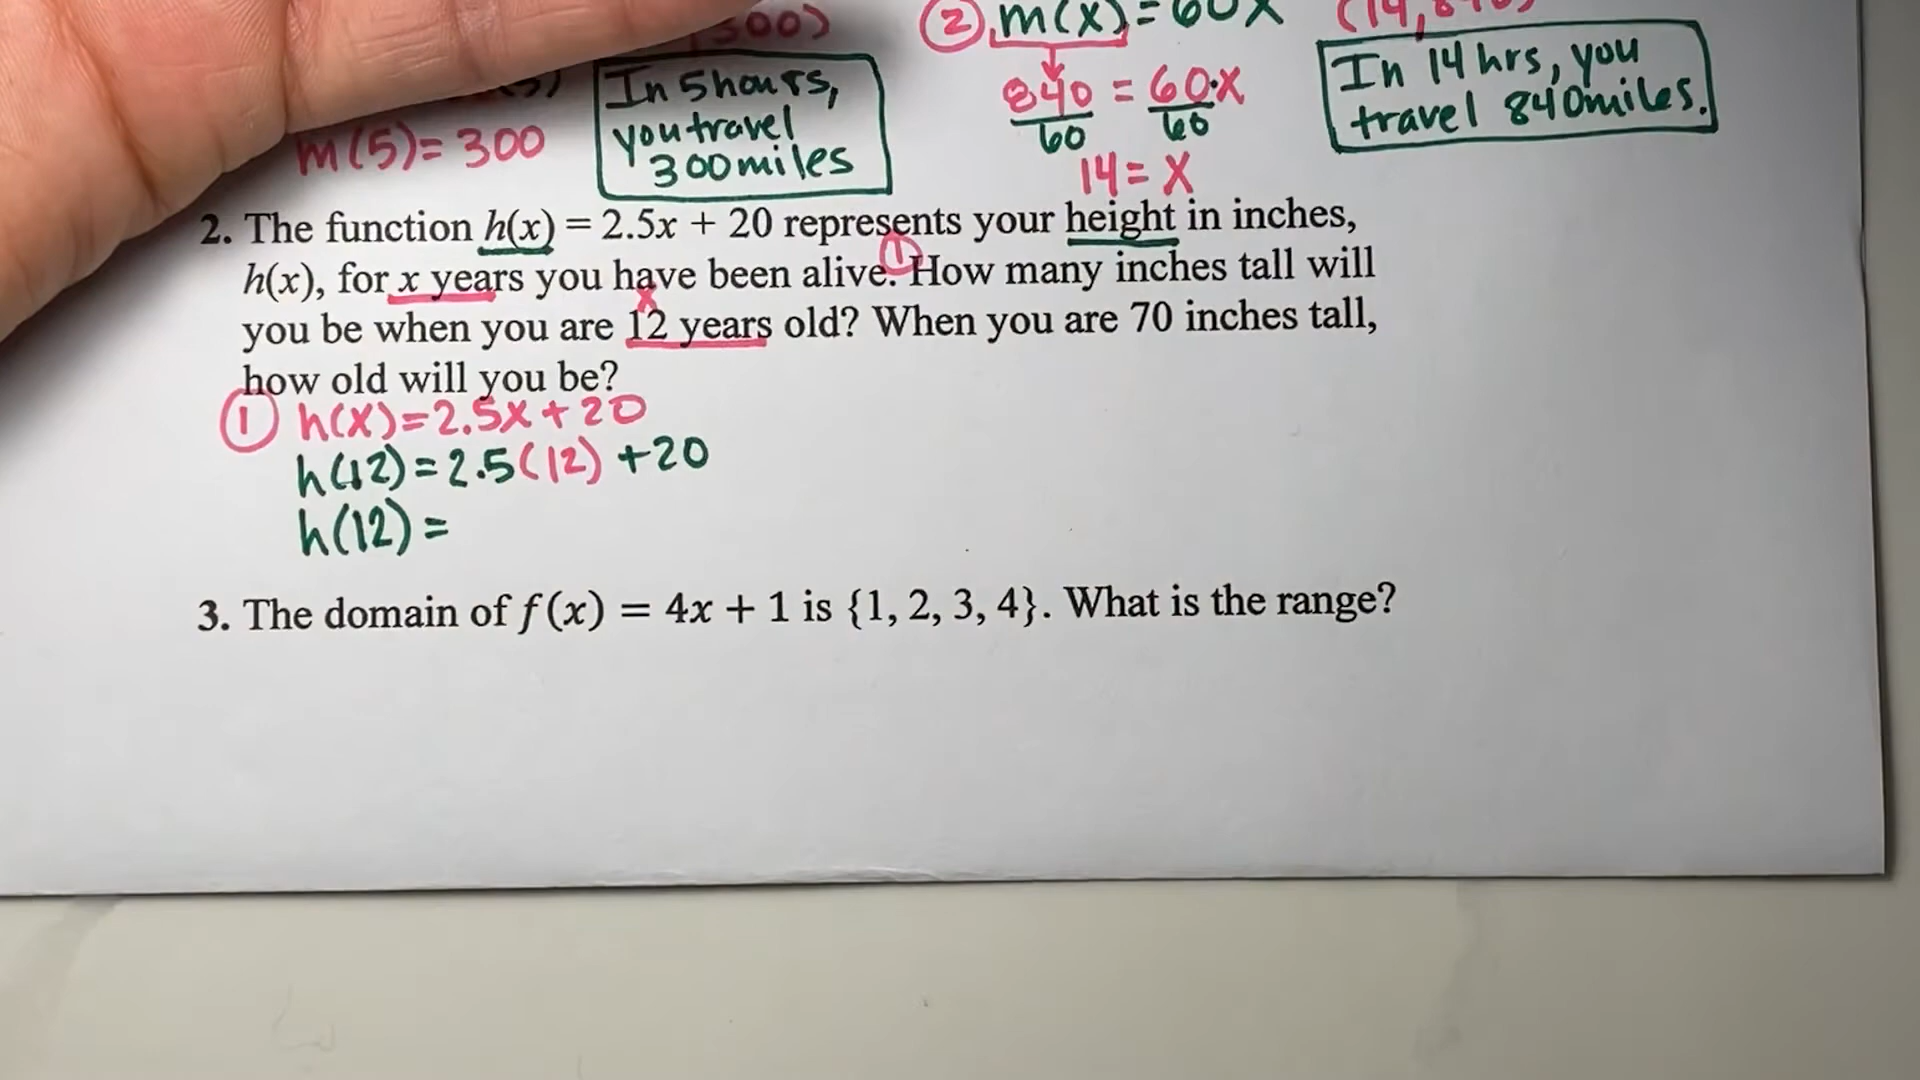 300)
② m(x)=60x
In 5 hours,
you travel
300 miles
m(5)=300
840 = 60·x
60 60
14=x
In 14 hrs, you
travel 840 miles.
2. The function h(x) = 2.5x + 20 represents your height in inches,
①
h(x), for x years you have been alive. How many inches tall will
x
you be when you are 12 years old? When you are 70 inches tall,
how old will you be?
① h(x)=2.5x+20
h(12)=2.5(12)+20
h(12)=
3. The domain of f(x) = 4x + 1 is {1, 2, 3, 4}. What is the range?